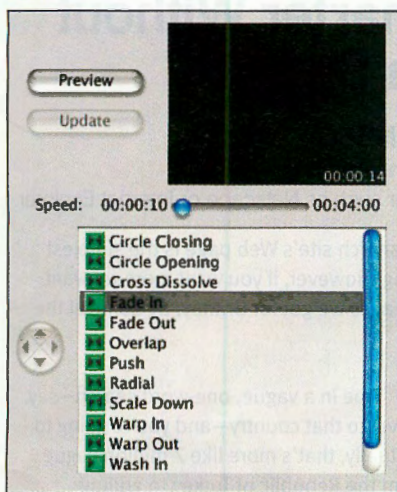 Preview
Update
00:00:14
Speed: 00:00:10 00:04:00
Circle Closing
Circle Opening
Cross Dissolve
Fade In
Fade Out
Overlap
Push
Radial
Scale Down
Warp In
Warp Out
Wash In